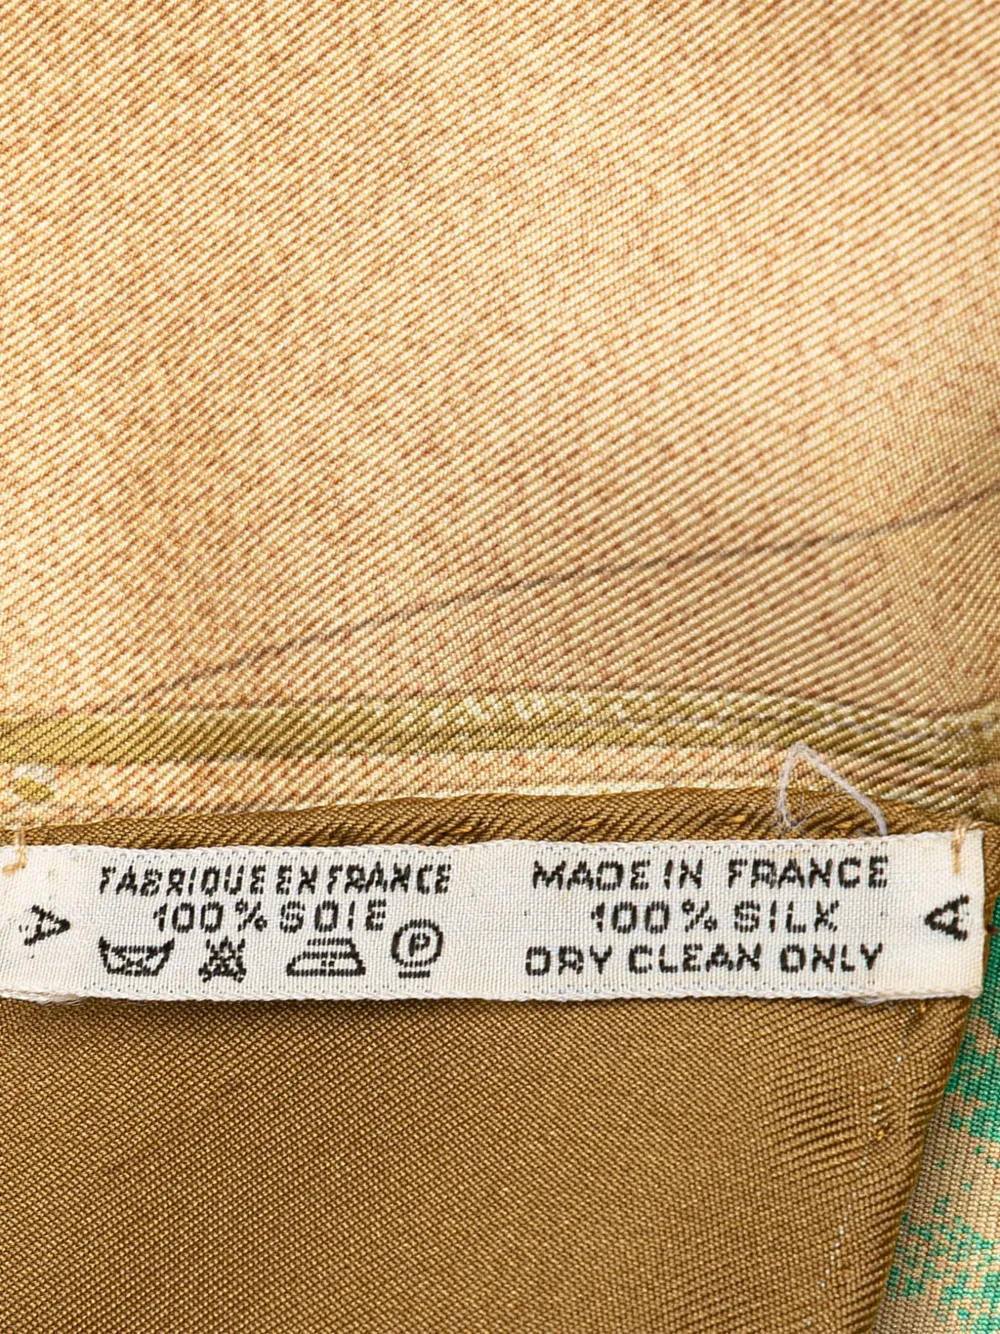 A
FABRIQUE EN FRANCE
100% SOIE
P
MADE IN FRANCE
100% SILK
DRY CLEAN ONLY
A